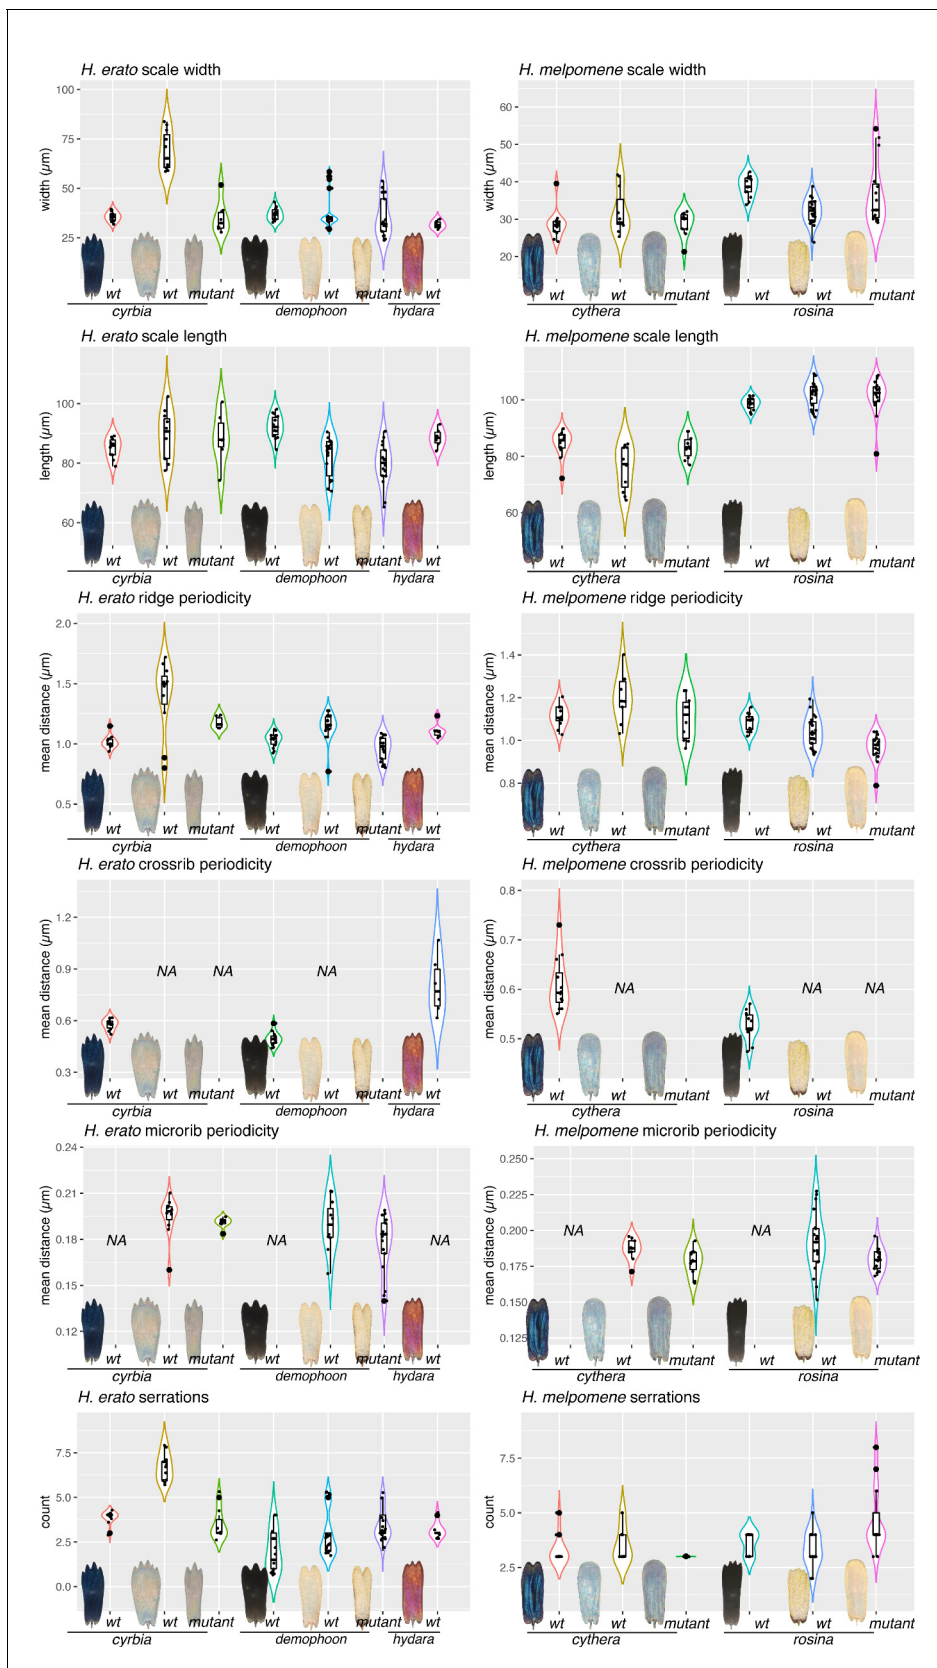 H. erato scale width
100
75
50
25
width (µm)
wt wt mutant wt wt mutant wt
cyrbia demophoon hydara
H. melpomene scale width
60
50
40
30
20
width (µm)
wt wt wt wt mutant
cythera rosina
H. erato scale length
100
80
60
length (µm)
wt wt mutant wt wt mutant wt
cyrbia demophoon hydara
H. melpomene scale length
100
80
60
length (µm)
wt wt mutant wt wt mutant
cythera rosina
H. erato ridge periodicity
2.0
1.5
1.0
0.5
mean distance (µm)
wt wt mutant wt wt mutant wt
cyrbia demophoon hydara
H. melpomene ridge periodicity
1.4
1.2
1.0
0.8
mean distance (µm)
wt wt mutant wt wt mutant
cythera rosina
H. erato crossrib periodicity
1.2
0.9
0.6
0.3
mean distance (µm)
NA NA NA
wt wt mutant wt wt mutant wt
cyrbia demophoon hydara
H. melpomene crossrib periodicity
0.8
0.7
0.6
0.5
mean distance (µm)
NA NA NA
wt wt mutant wt wt mutant
cythera rosina
H. erato microrib periodicity
0.24
0.21
0.18
0.15
0.12
mean distance (µm)
NA NA NA
wt wt mutant wt wt mutant wt
cyrbia demophoon hydara
H. melpomene microrib periodicity
0.250
0.225
0.200
0.175
0.150
0.125
mean distance (µm)
NA NA
wt wt mutant wt wt mutant
cythera rosina
H. erato serrations
7.5
5.0
2.5
0.0
count
wt wt mutant wt wt mutant wt
cyrbia demophoon hydara
H. melpomene serrations
7.5
5.0
2.5
count
wt wt mutant wt wt mutant
cythera rosina